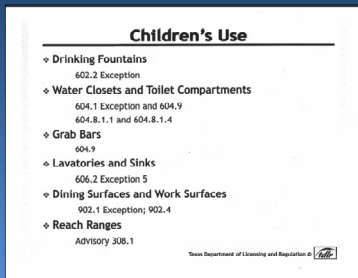 Children's Use
❖ Drinking Fountains
602.2 Exception
❖ Water Closets and Toilet Compartments
604.1 Exception and 604.9
604.8.1.1 and 604.8.1.4
❖ Grab Bars
604.9
❖ Lavatories and Sinks
606.2 Exception 5
❖ Dining Surfaces and Work Surfaces
902.1 Exception; 902.4
❖ Reach Ranges
Advisory 308.1
Texas Department of Licensing and Regulation © tdlr